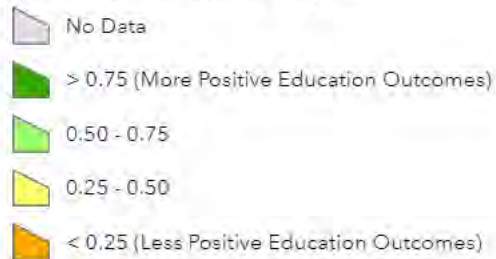 No Data
> 0.75 (More Positive Education Outcomes)
0.50 - 0.75
0.25 - 0.50
< 0.25 (Less Positive Education Outcomes)